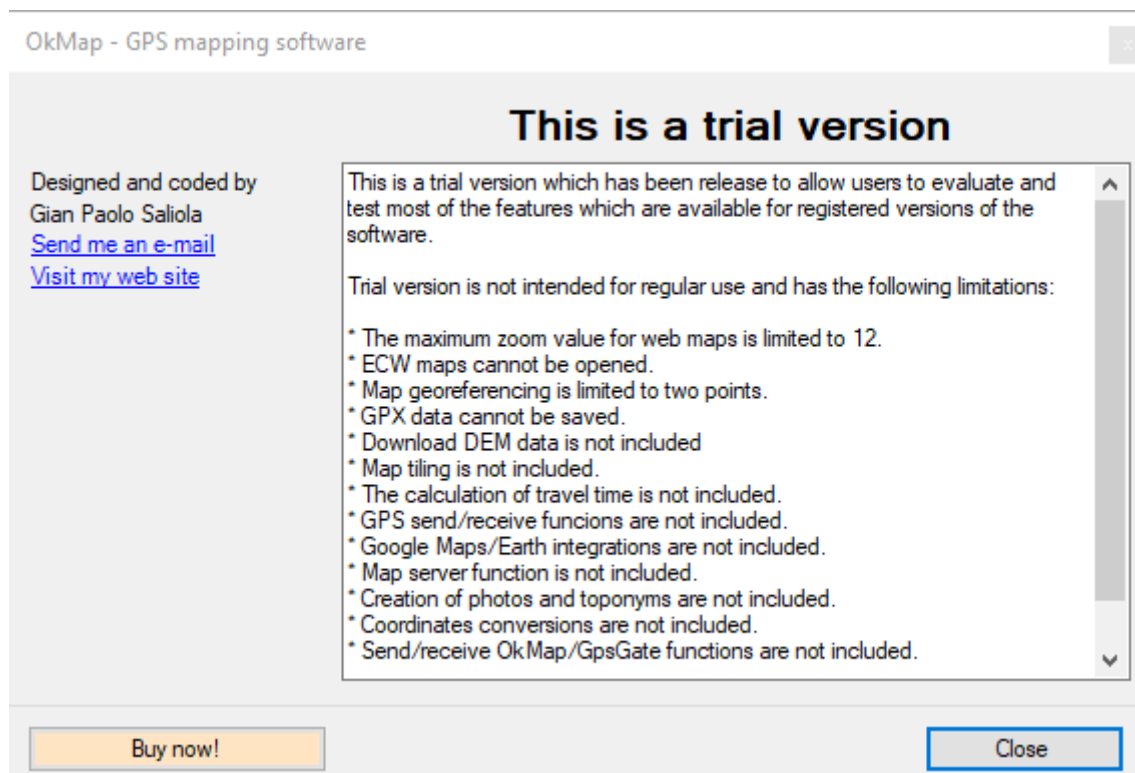 OkMap - GPS mapping software
This is a trial version
Designed and coded by
Gian Paolo Saliola
Send me an e-mail
Visit my web site
This is a trial version which has been release to allow users to evaluate and
test most of the features which are available for registered versions of the
software.
Trial version is not intended for regular use and has the following limitations:
* The maximum zoom value for web maps is limited to 12.
* ECW maps cannot be opened.
* Map georeferencing is limited to two points.
* GPX data cannot be saved.
* Download DEM data is not included
* Map tiling is not included.
* The calculation of travel time is not included.
* GPS send/receive funcions are not included.
* Google Maps/Earth integrations are not included.
* Map server function is not included.
* Creation of photos and toponyms are not included.
* Coordinates conversions are not included.
* Send/receive OkMap/GpsGate functions are not included.
Buy now!
Close